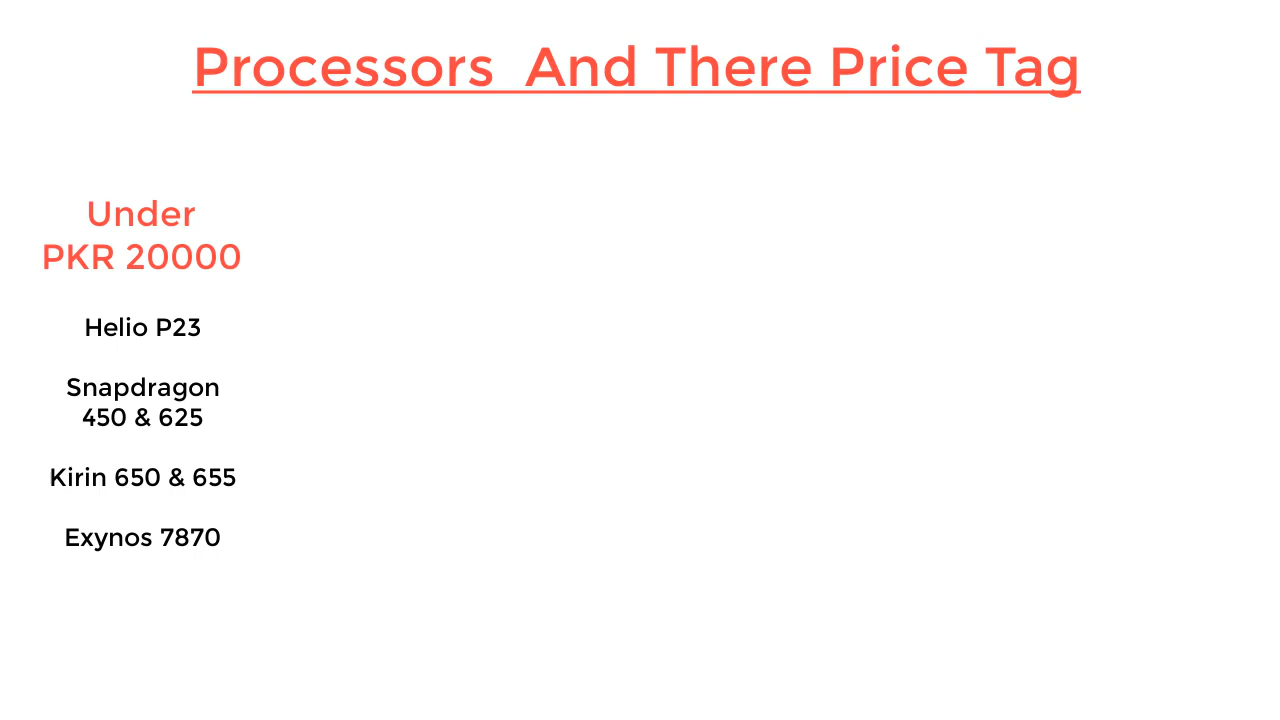 Processors  And There Price Tag
Under
PKR 20000
Helio P23
Snapdragon
450 & 625
Kirin 650 & 655
Exynos 7870